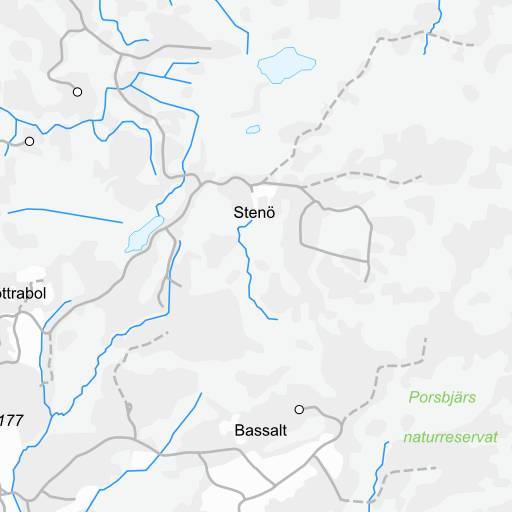 Stenö
ottrabol
Porsbjärs
177
Bassalt
naturreservat